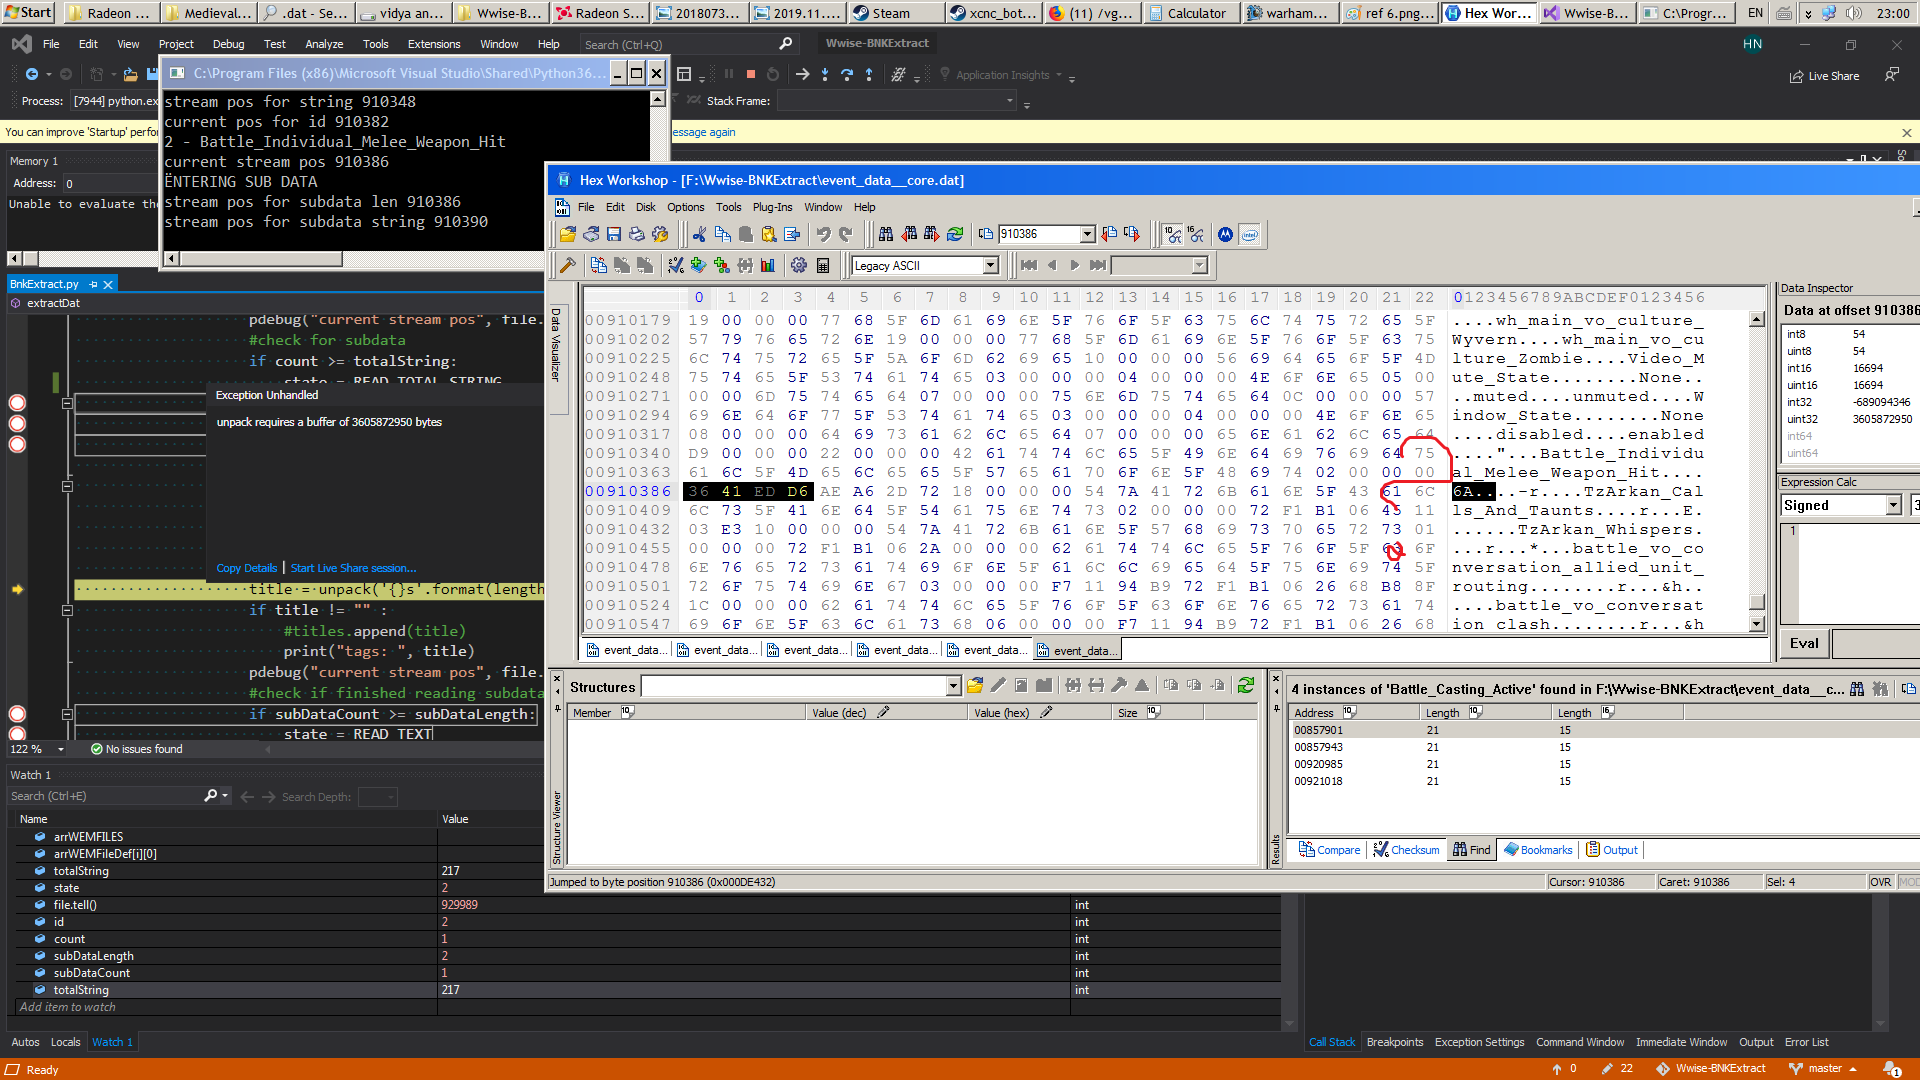 Start
Radeon ...
Medieval...
.dat - Se...
vidya an...
Wwise-B...
Radeon S...
2018073...
2019.11....
Steam
xcnc_bot...
(11) /vg...
Calculator
warham...
ref 6.png...
Hex Wor...
Wwise-B...
C:\Progr...
EN
23:00
File Edit View Project Debug Test Analyze Tools Extensions Window Help
Search (Ctrl+Q)
Wwise-BNKExtract
HN
Application Insights
Live Share
Process: [7944] python.ex
Stack Frame:
You can improve 'Startup' perfor
essage again
Memory 1
Address: 0
Unable to evaluate the
C:\Program Files (x86)\Microsoft Visual Studio\Shared\Python36...
stream pos for string 910348
current pos for id 910382
2 - Battle_Individual_Melee_Weapon_Hit
current stream pos 910386
ËNTERING SUB DATA
stream pos for subdata len 910386
stream pos for subdata string 910390
BnkExtract.py
extractDat
pdebug("current stream pos", file.
#check for subdata
if count >= totalString:
state = READ_TOTAL_STRING
Exception Unhandled
unpack requires a buffer of 3605872950 bytes
Copy Details | Start Live Share session...
title = unpack('{}s'.format(length
if title != "" :
#titles.append(title)
print("tags: ", title)
pdebug("current stream pos", file.
#check if finished reading subdata
if subDataCount >= subDataLength:
state = READ_TEXT
122 %
No issues found
Watch 1
Search (Ctrl+E)
Search Depth:
Name Value
arrWEMFILES
arrWEMFileDef[i][0]
totalString 217
state 2
file.tell() 929989 int
id 2 int
count 1 int
subDataLength 2 int
subDataCount 1 int
totalString 217 int
Add item to watch
Autos Locals Watch 1
Call Stack Breakpoints Exception Settings Command Window Immediate Window Output Error List
Ready
0
22
Wwise-BNKExtract
master
1
Hex Workshop - [F:\Wwise-BNKExtract\event_data__core.dat]
File Edit Disk Options Tools Plug-Ins Window Help
910386
Legacy ASCII
Data Visualizer
0 1 2 3 4 5 6 7 8 9 10 11 12 13 14 15 16 17 18 19 20 21 22 0123456789ABCDEF0123456
00910179 19 00 00 00 77 68 5F 6D 61 69 6E 5F 76 6F 5F 63 75 6C 74 75 72 65 5F ....wh_main_vo_culture_
00910202 57 79 76 65 72 6E 19 00 00 00 77 68 5F 6D 61 69 6E 5F 76 6F 5F 63 75 Wyvern....wh_main_vo_cu
00910225 6C 74 75 72 65 5F 5A 6F 6D 62 69 65 10 00 00 00 56 69 64 65 6F 5F 4D lture_Zombie....Video_M
00910248 75 74 65 5F 53 74 61 74 65 03 00 00 00 04 00 00 00 4E 6F 6E 65 05 00 ute_State........None..
00910271 00 00 6D 75 74 65 64 07 00 00 00 75 6E 6D 75 74 65 64 0C 00 00 00 57 ..muted....unmuted....W
00910294 69 6E 64 6F 77 5F 53 74 61 74 65 03 00 00 00 04 00 00 00 4E 6F 6E 65 indow_State........None
00910317 08 00 00 00 64 69 73 61 62 6C 65 64 07 00 00 00 65 6E 61 62 6C 65 64 ....disabled....enabled
00910340 D9 00 00 00 22 00 00 00 42 61 74 74 6C 65 5F 49 6E 64 69 76 69 64 75 ...."...Battle_Individu
00910363 61 6C 5F 4D 65 6C 65 65 5F 57 65 61 70 6F 6E 5F 48 69 74 02 00 00 00 al_Melee_Weapon_Hit....
00910386 36 41 ED D6 AE A6 2D 72 18 00 00 00 54 7A 41 72 6B 61 6E 5F 43 61 6C 6A....-r....TzArkan_Cal
00910409 6C 73 5F 41 6E 64 5F 54 61 75 6E 74 73 02 00 00 00 72 F1 B1 06 45 11 ls_And_Taunts....r...E.
00910432 03 E3 10 00 00 00 54 7A 41 72 6B 61 6E 5F 57 68 69 73 70 65 72 73 01 ......TzArkan_Whispers.
00910455 00 00 00 72 F1 B1 06 2A 00 00 00 62 61 74 74 6C 65 5F 76 6F 5F 63 6F ...r...*...battle_vo_co
00910478 6E 76 65 72 73 61 74 69 6F 6E 5F 61 6C 6C 69 65 64 5F 75 6E 69 74 5F nversation_allied_unit_
00910501 72 6F 75 74 69 6E 67 03 00 00 00 F7 11 94 B9 72 F1 B1 06 26 68 B8 8F routing........r...&h..
00910524 1C 00 00 00 62 61 74 74 6C 65 5F 76 6F 5F 63 6F 6E 76 65 72 73 61 74 ....battle_vo_conversat
00910547 69 6F 6E 5F 63 6C 61 73 68 06 00 00 00 F7 11 94 B9 72 F1 B1 06 26 68 ion_clash........r...&h
event_data... event_data... event_data... event_data... event_data... event_data...
Data Inspector
Data at offset 910386
int8 54
uint8 54
int16 16694
uint16 16694
int32 -689094346
uint32 3605872950
int64
uint64
Expression Calc
Signed
1
Eval
Structures
Member Value (dec) Value (hex) Size
Structure Viewer
4 instances of 'Battle_Casting_Active' found in F:\Wwise-BNKExtract\event_data__c...
Address Length Length
00857901 21 15
00857943 21 15
00920985 21 15
00921018 21 15
Results
Compare Checksum Find Bookmarks Output
Jumped to byte position 910386 (0x000DE432)
Cursor: 910386 Caret: 910386 Sel: 4 OVR MOD